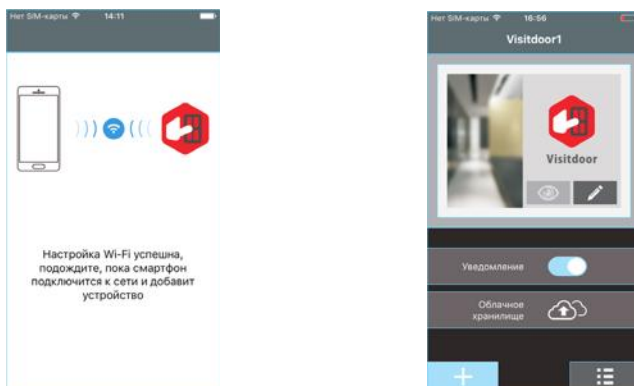 Нет SIM-карты 14:11
Настройка Wi-Fi успешна,
подождите, пока смартфон
подключится к сети и добавит
устройство
Нет SIM-карты 16:56
Visitdoor1
Visitdoor
Уведомление
Облачное
хранилище